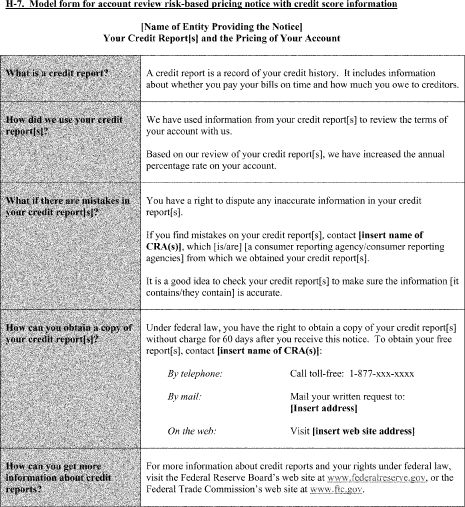 H-7. Model form for account review risk-based pricing notice with credit score information
[Name of Entity Providing the Notice]
Your Credit Report[s] and the Pricing of Your Account
What is a credit report?
A credit report is a record of your credit history. It includes information
about whether you pay your bills on time and how much you owe to creditors.
How did we use your credit
report[s]?
We have used information from your credit report[s] to review the terms of
your account with us.
Based on our review of your credit report[s], we have increased the annual
percentage rate on your account.
What if there are mistakes in
your credit report[s]?
You have a right to dispute any inaccurate information in your credit
report[s].
If you find mistakes on your credit report[s], contact [insert name of
CRA(s)], which [is/are] [a consumer reporting agency/consumer reporting
agencies] from which we obtained your credit report[s].
It is a good idea to check your credit report[s] to make sure the information [it
contains/they contain] is accurate.
How can you obtain a copy of
your credit report[s]?
Under federal law, you have the right to obtain a copy of your credit report[s]
without charge for 60 days after you receive this notice. To obtain your free
report[s], contact [insert name of CRA(s)]:
By telephone: Call toll-free: 1-877-xxx-xxxx
By mail: Mail your written request to:
[Insert address]
On the web: Visit [insert web site address]
How can you get more
information about credit
reports?
For more information about credit reports and your rights under federal law,
visit the Federal Reserve Board's web site at www.federalreserve.gov, or the
Federal Trade Commission's web site at www.ftc.gov.